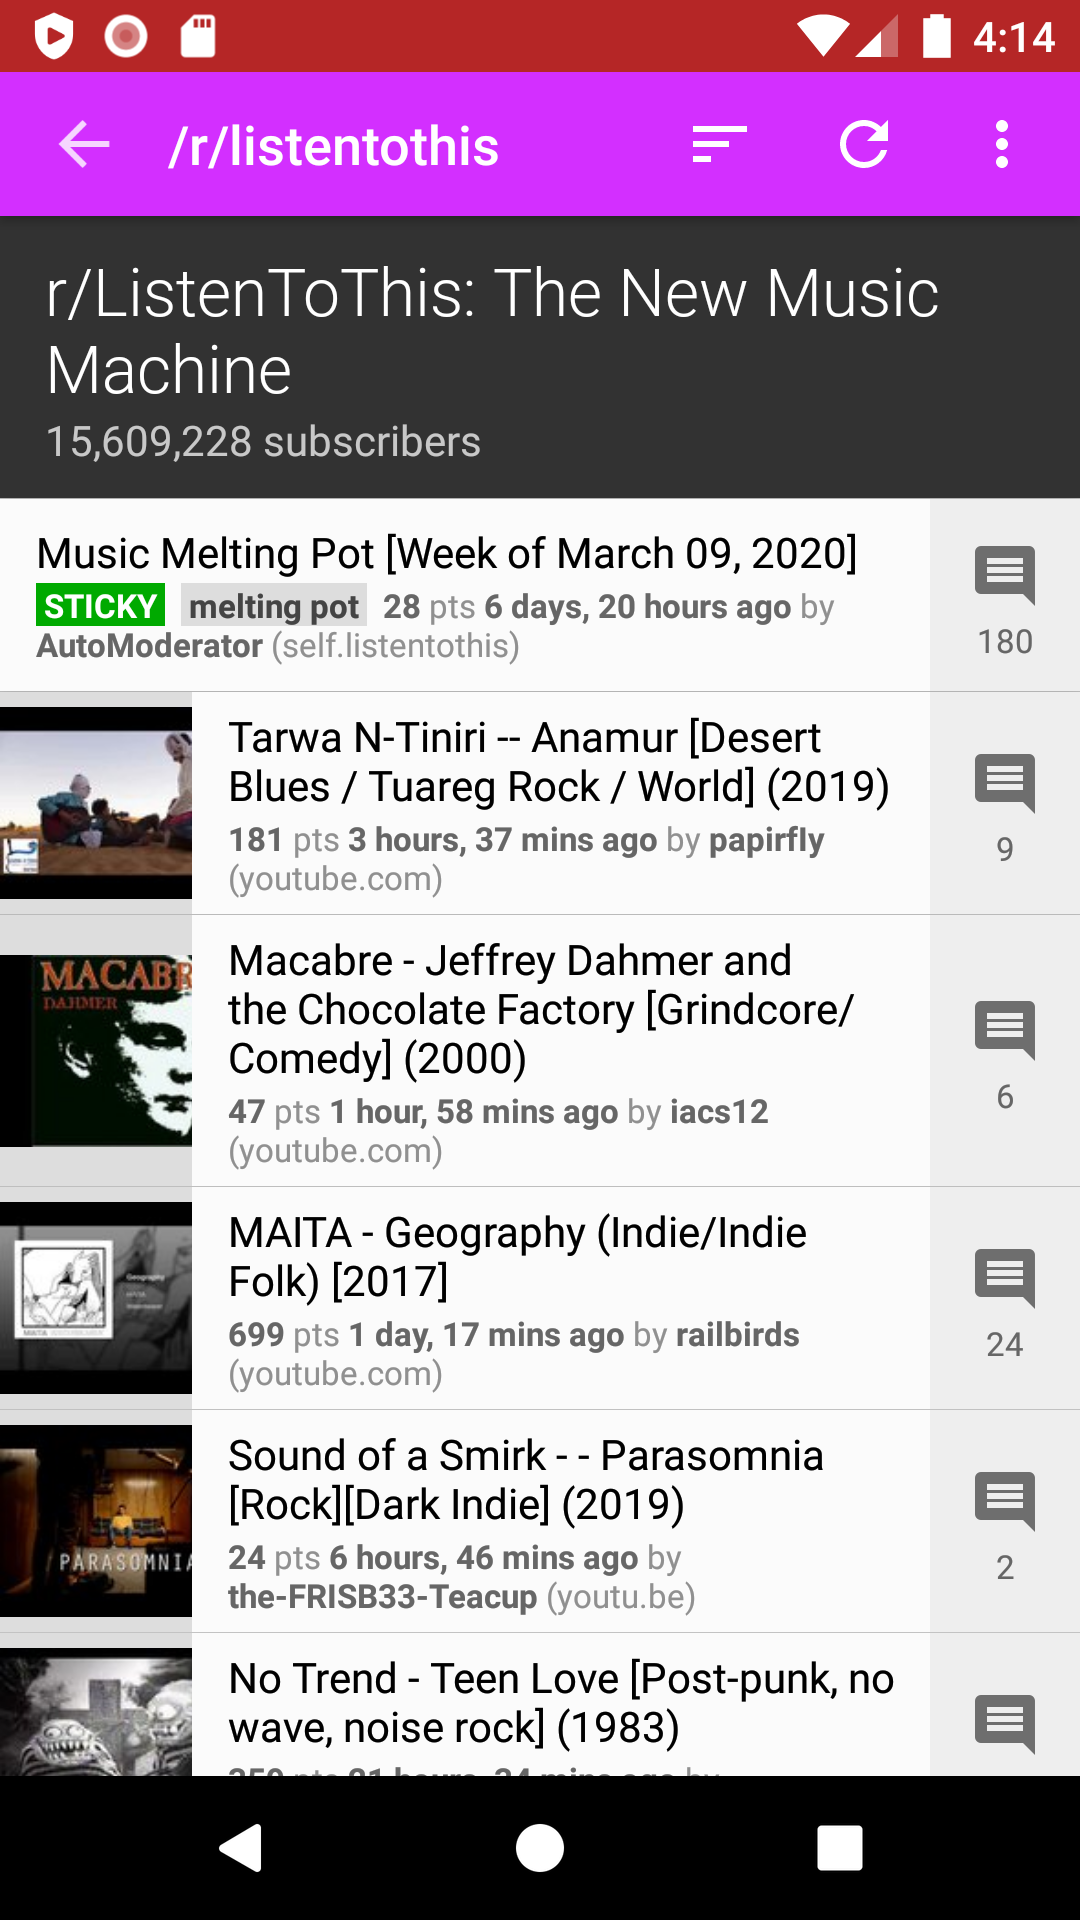 4:14
/r/listentothis
r/ListenToThis: The New Music
Machine
15,609,228 subscribers
Music Melting Pot [Week of March 09, 2020]
STICKY melting pot 28 pts 6 days, 20 hours ago by
AutoModerator (self.listentothis)
180
Tarwa N-Tiniri -- Anamur [Desert
Blues / Tuareg Rock / World] (2019)
181 pts 3 hours, 37 mins ago by papirfly
(youtube.com)
9
MACABR
DAHMER
Macabre - Jeffrey Dahmer and
the Chocolate Factory [Grindcore/
Comedy] (2000)
47 pts 1 hour, 58 mins ago by iacs12
(youtube.com)
6
Geography
MAITA
MAITA - Geography (Indie/Indie
Folk) [2017]
699 pts 1 day, 17 mins ago by railbirds
(youtube.com)
24
PARASOMNIA
Sound of a Smirk - - Parasomnia
[Rock][Dark Indie] (2019)
24 pts 6 hours, 46 mins ago by
the-FRISB33-Teacup (youtu.be)
2
No Trend - Teen Love [Post-punk, no
wave, noise rock] (1983)